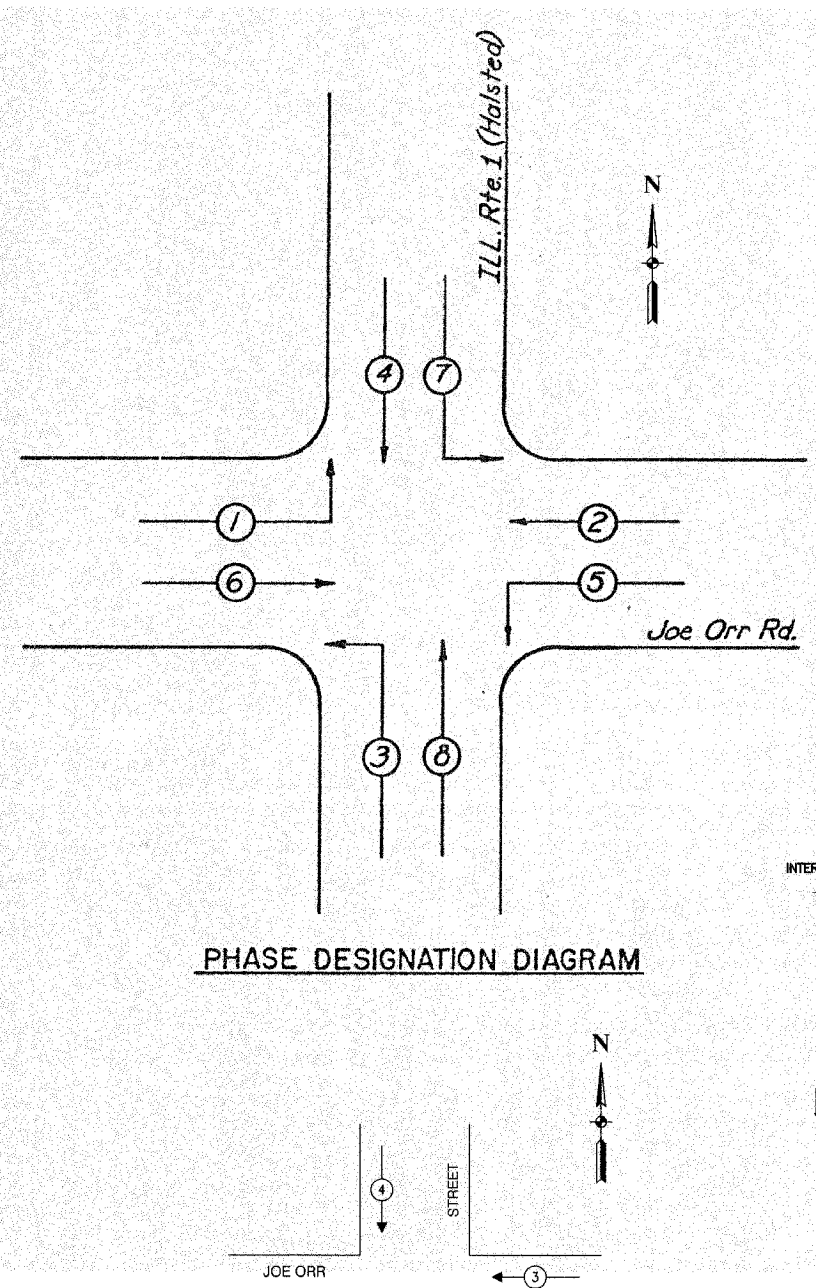 ILL. Rte. 1 (Halsted)
N
4
7
1
2
6
5
Joe Orr Rd.
3
8
INTER
PHASE DESIGNATION DIAGRAM
N
4
STREET
JOE ORR
3